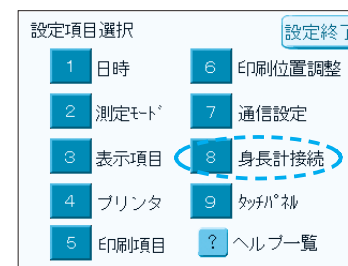 設定項目選択 設定終了
1 日時 6 印刷位置調整
2 測定ﾓｰﾄﾞ 7 通信設定
3 表示項目 8 身長計接続
4 プリンタ 9 ﾀｯﾁﾊﾟﾈﾙ
5 印刷項目 ? ヘルプ一覧